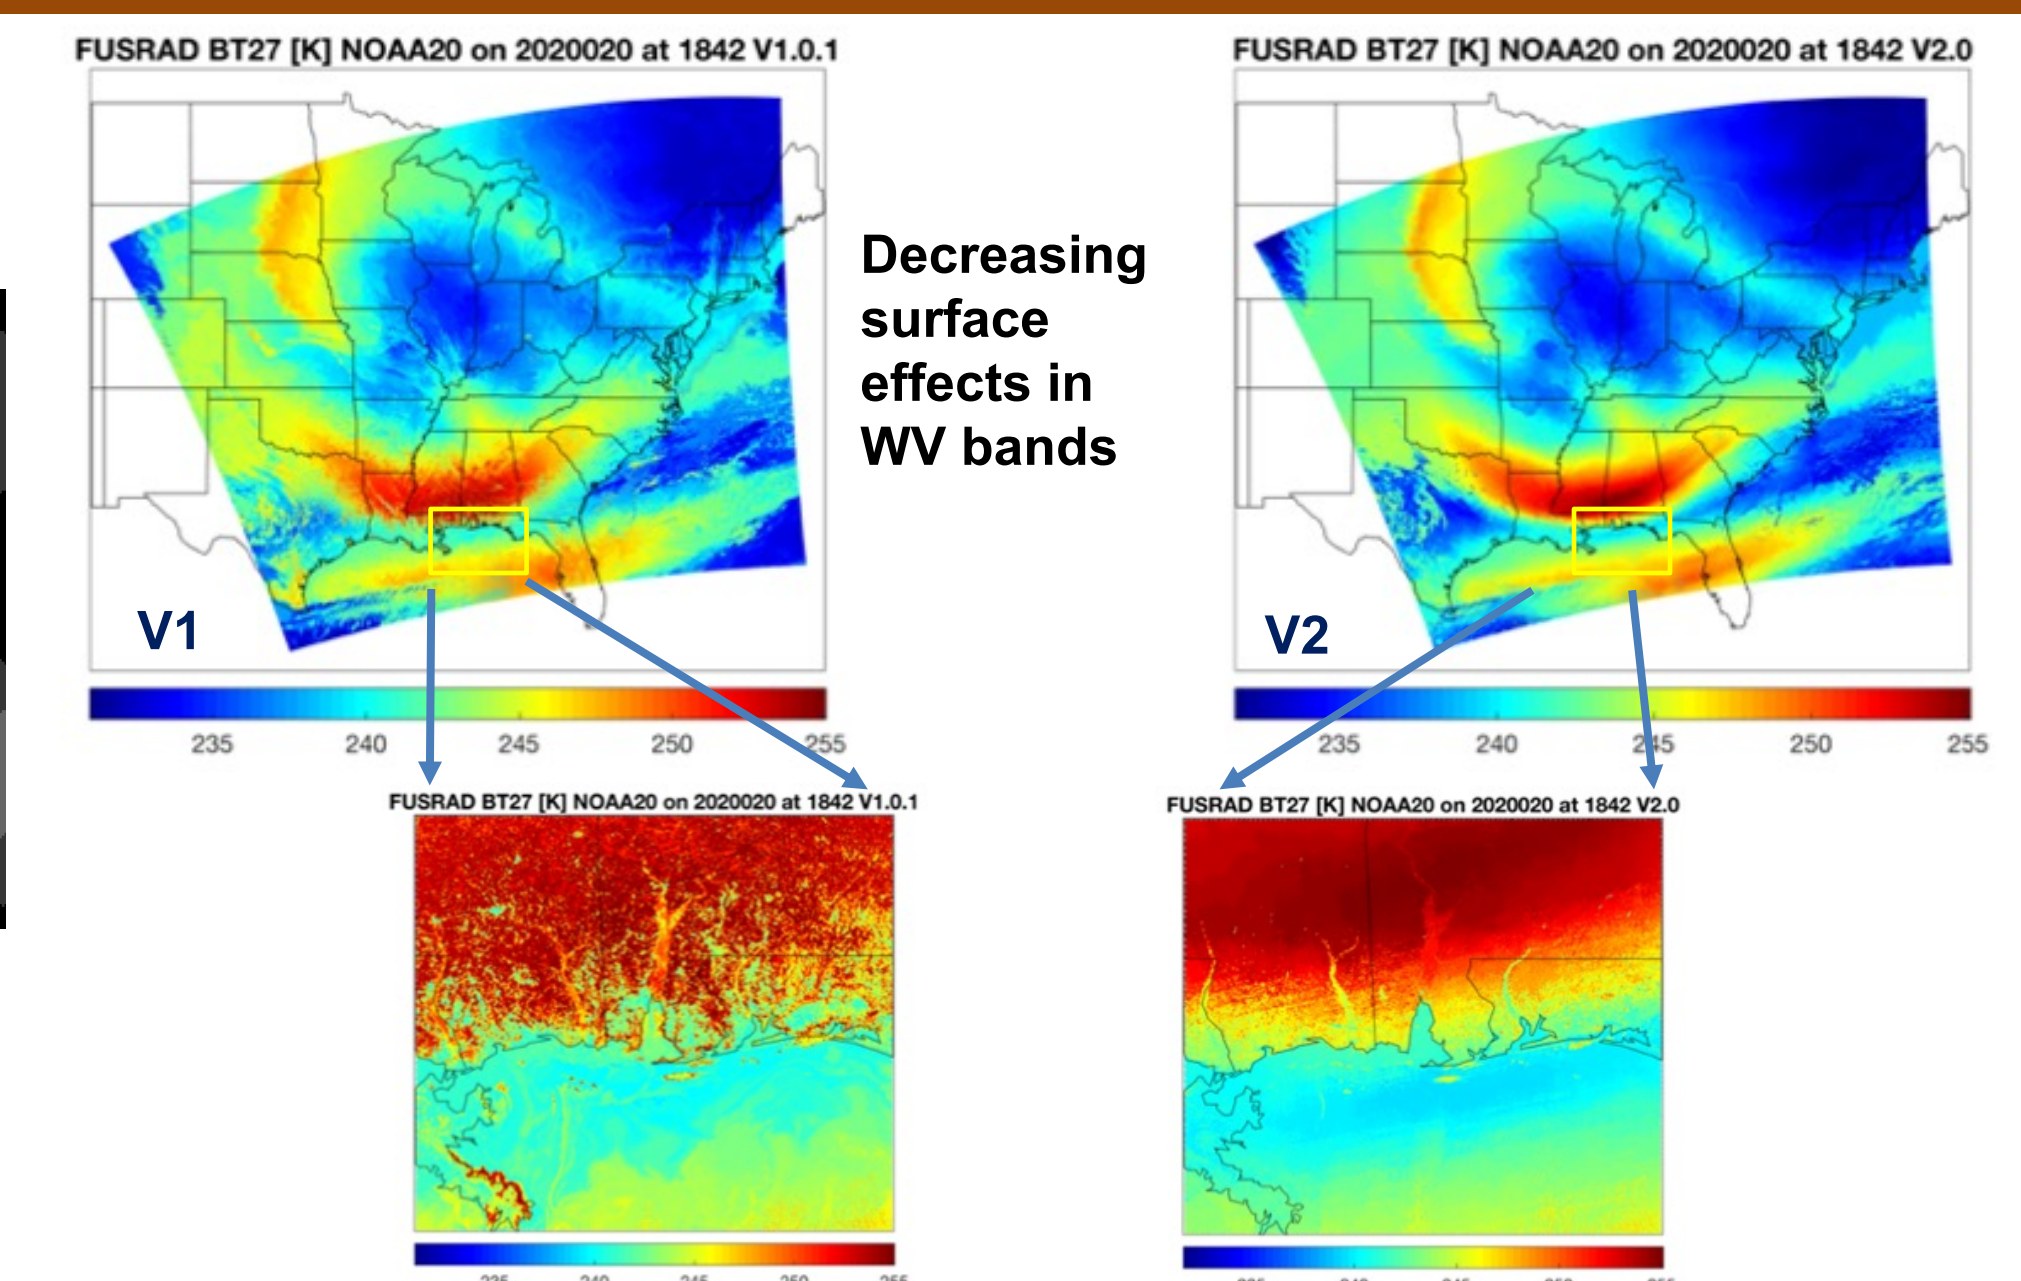 FUSRAD BT27 [K] NOAA20 on 2020020 at 1842 V1.0.1
FUSRAD BT27 [K] NOAA20 on 2020020 at 1842 V2.0
Decreasing
surface
effects in
WV bands
V1
V2
235 240 245 250 255
235 240 245 250 255
FUSRAD BT27 [K] NOAA20 on 2020020 at 1842 V1.0.1
FUSRAD BT27 [K] NOAA20 on 2020020 at 1842 V2.0